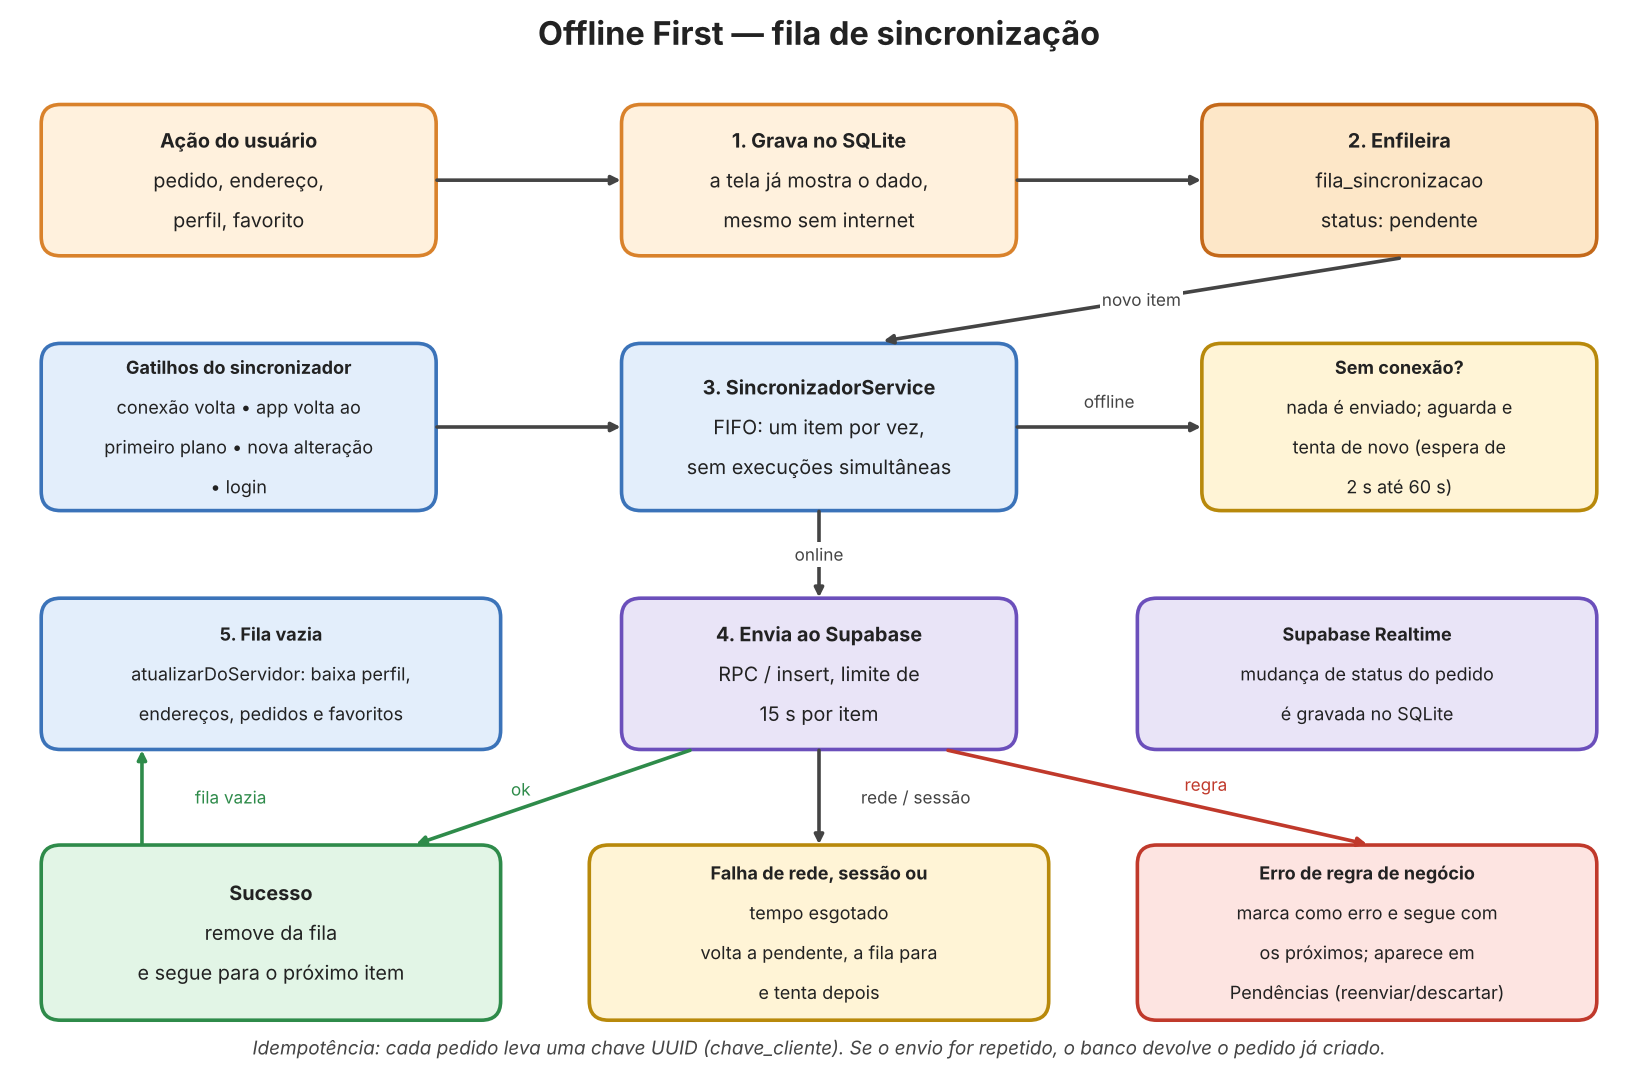 Offline First — fila de sincronização
Ação do usuário
pedido, endereço,
perfil, favorito
1. Grava no SQLite
a tela já mostra o dado,
mesmo sem internet
2. Enfileira
fila_sincronizacao
status: pendente
novo item
Gatilhos do sincronizador
conexão volta • app volta ao
primeiro plano • nova alteração
• login
3. SincronizadorService
FIFO: um item por vez,
sem execuções simultâneas
offline
Sem conexão?
nada é enviado; aguarda e
tenta de novo (espera de
2 s até 60 s)
online
5. Fila vazia
atualizarDoServidor: baixa perfil,
endereços, pedidos e favoritos
4. Envia ao Supabase
RPC / insert, limite de
15 s por item
Supabase Realtime
mudança de status do pedido
é gravada no SQLite
fila vazia
ok
rede / sessão
regra
Sucesso
remove da fila
e segue para o próximo item
Falha de rede, sessão ou
tempo esgotado
volta a pendente, a fila para
e tenta depois
Erro de regra de negócio
marca como erro e segue com
os próximos; aparece em
Pendências (reenviar/descartar)
Idempotência: cada pedido leva uma chave UUID (chave_cliente). Se o envio for repetido, o banco devolve o pedido já criado.